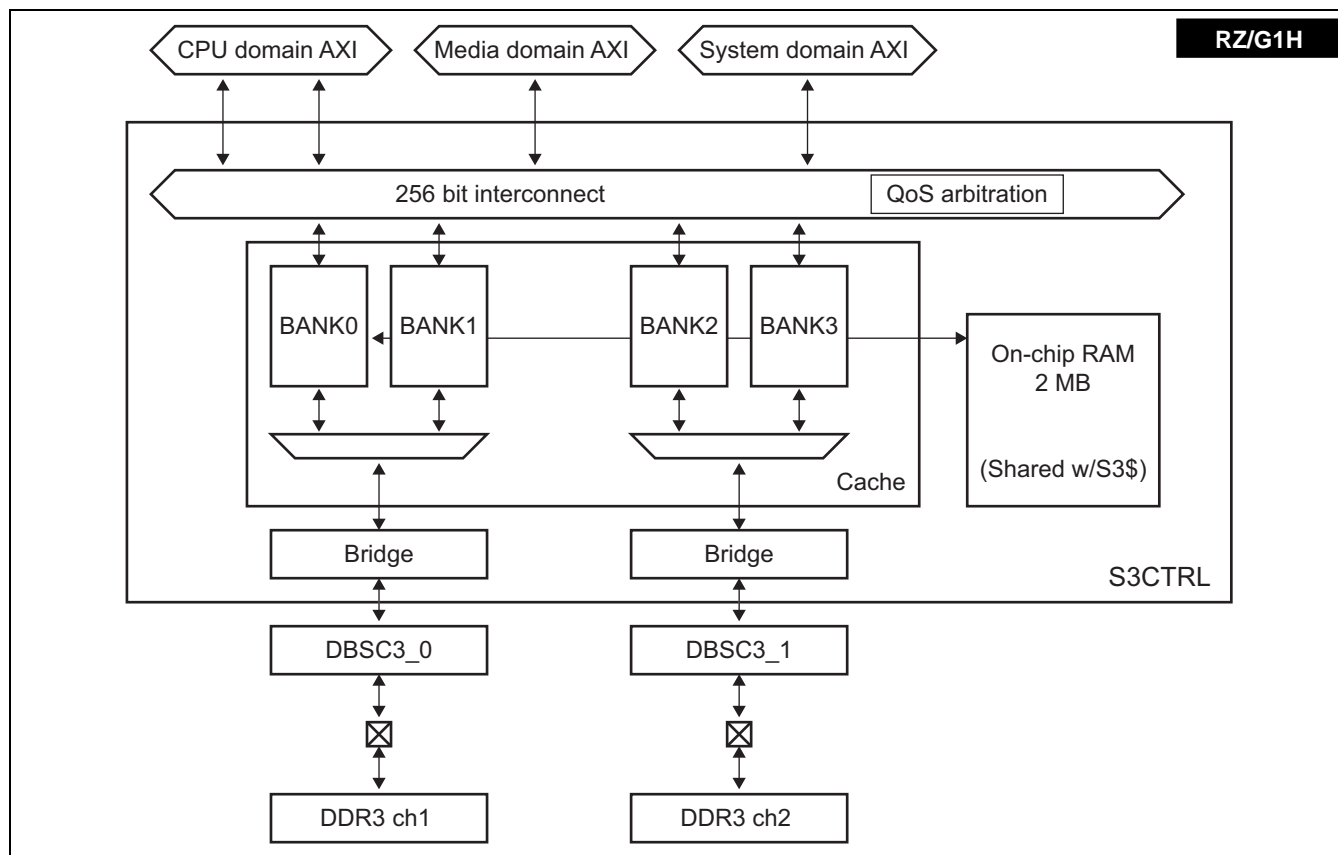 RZ/G1H
CPU domain AXI
Media domain AXI
System domain AXI
256 bit interconnect
QoS arbitration
BANK0
BANK1
BANK2
BANK3
On-chip RAM
2 MB
(Shared w/S3$)
Cache
Bridge
Bridge
S3CTRL
DBSC3_0
DBSC3_1
DDR3 ch1
DDR3 ch2